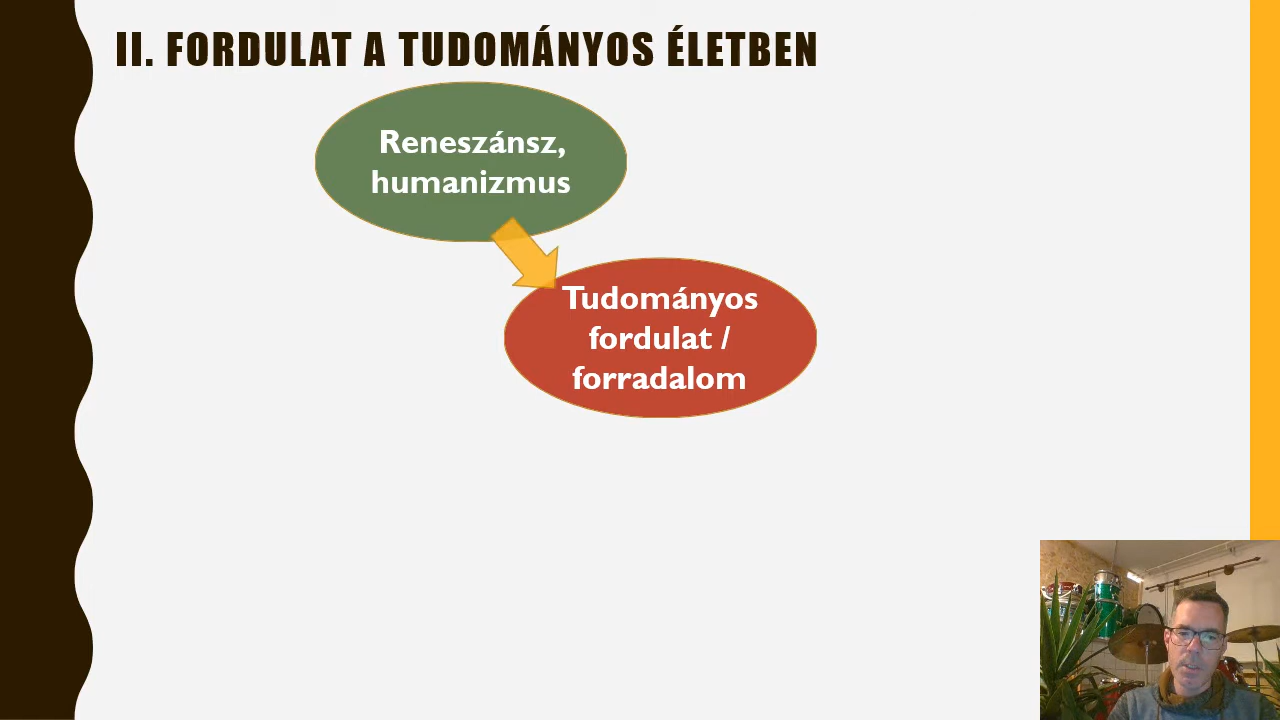 II. FORDULAT A TUDOMÁNYOS ÉLETBEN
Reneszánsz,
humanizmus
Tudományos
fordulat /
forradalom